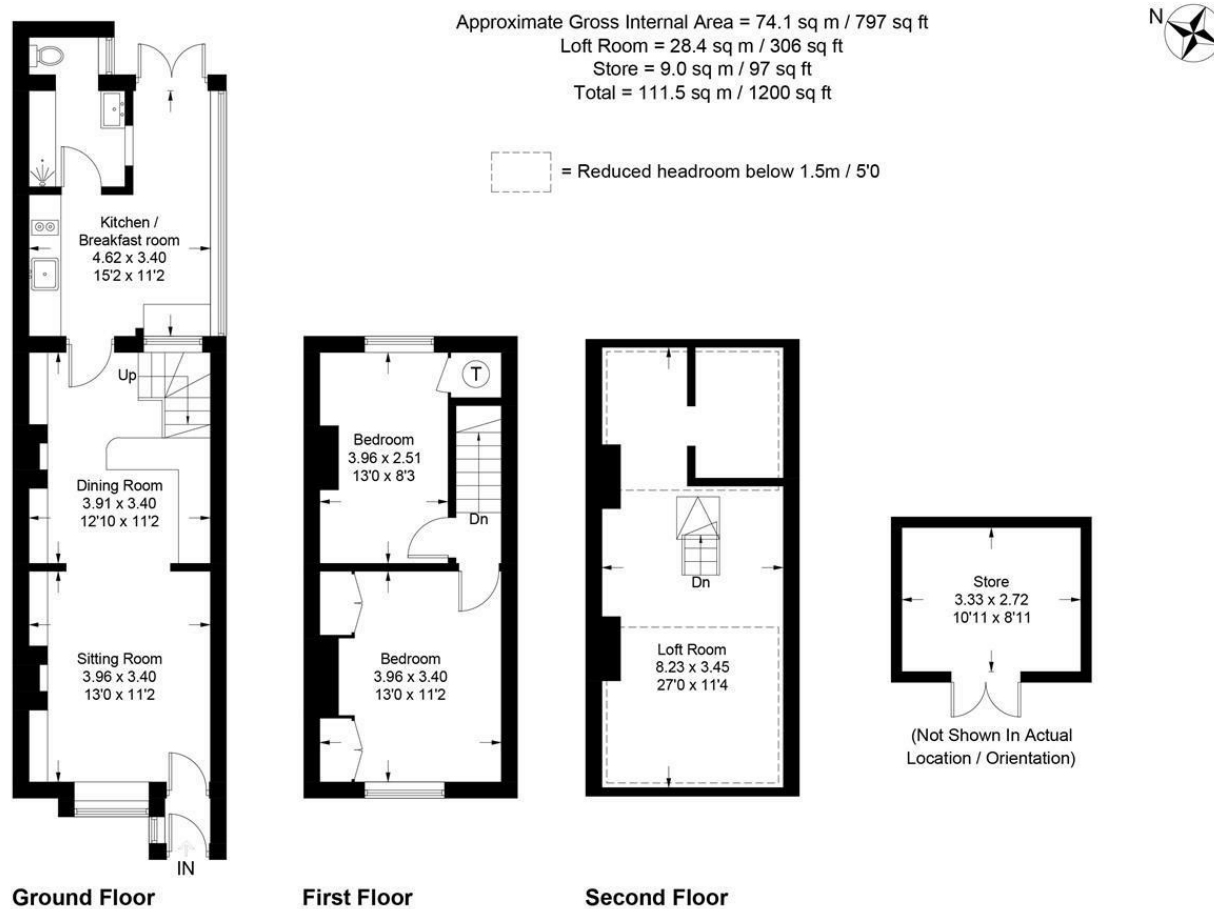 Approximate Gross Internal Area = 74.1 sq m / 797 sq ft
Loft Room = 28.4 sq m / 306 sq ft
Store = 9.0 sq m / 97 sq ft
Total = 111.5 sq m / 1200 sq ft
N
= Reduced headroom below 1.5m / 5'0
Kitchen /
Breakfast room
4.62 x 3.40
15'2 x 11'2
Up
Dining Room
3.91 x 3.40
12'10 x 11'2
Sitting Room
3.96 x 3.40
13'0 x 11'2
IN
Ground Floor
T
Bedroom
3.96 x 2.51
13'0 x 8'3
Dn
Bedroom
3.96 x 3.40
13'0 x 11'2
First Floor
Dn
Loft Room
8.23 x 3.45
27'0 x 11'4
Second Floor
Store
3.33 x 2.72
10'11 x 8'11
(Not Shown In Actual
Location / Orientation)